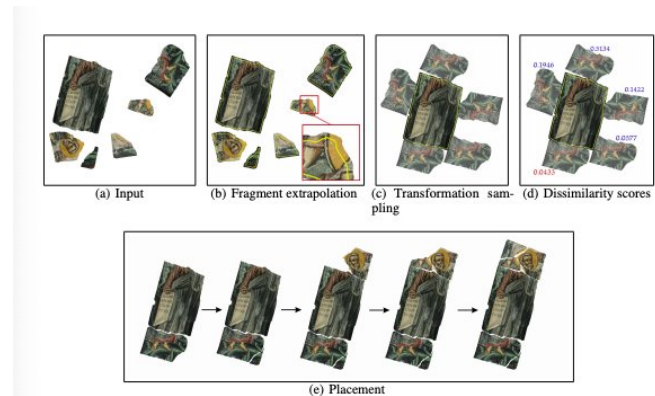 0.3134
0.1946
0.1422
0.0577
0.0433
(a) Input
(b) Fragment extrapolation
(c) Transformation sam-
pling
(d) Dissimilarity scores
(e) Placement